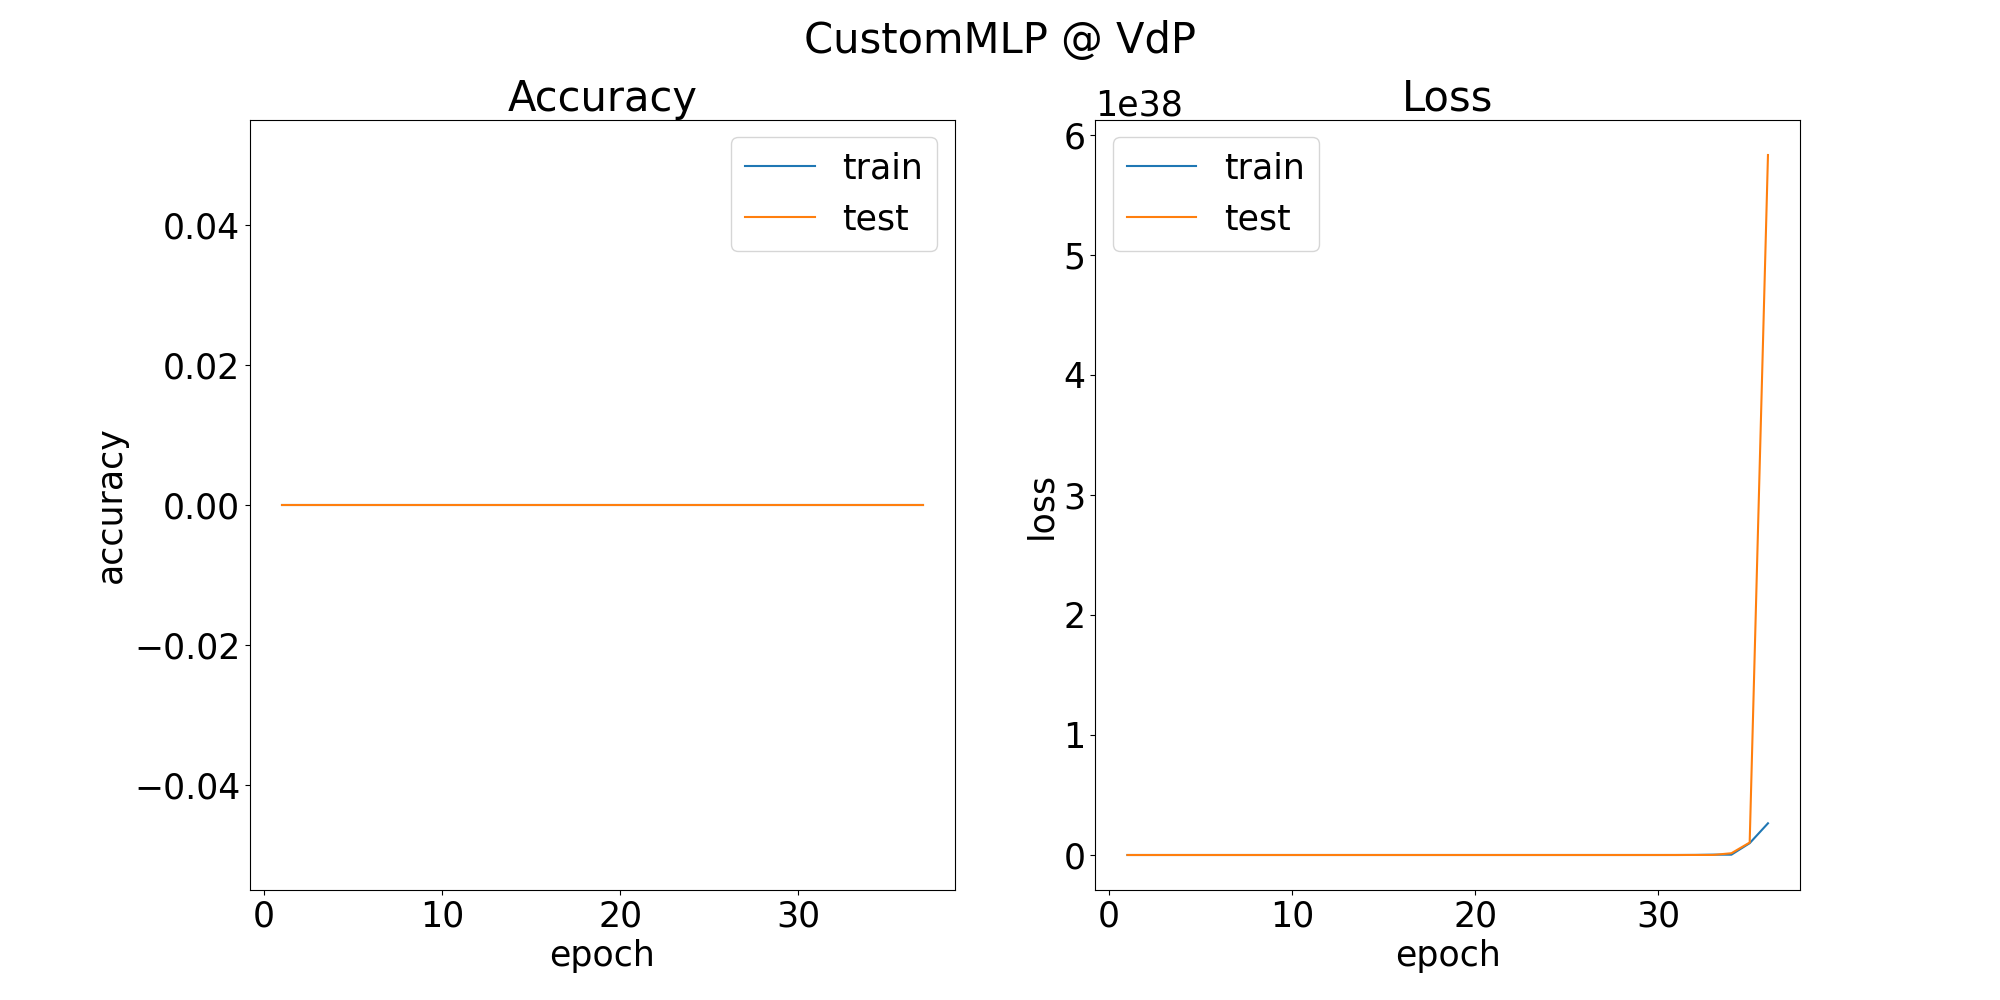 CustomMLP @ VdP
Accuracy
train
test
0.04
0.02
0.00
−0.02
−0.04
accuracy
0
10
20
30
epoch
Loss
1e38
train
test
6
5
4
3
2
1
0
loss
0
10
20
30
epoch